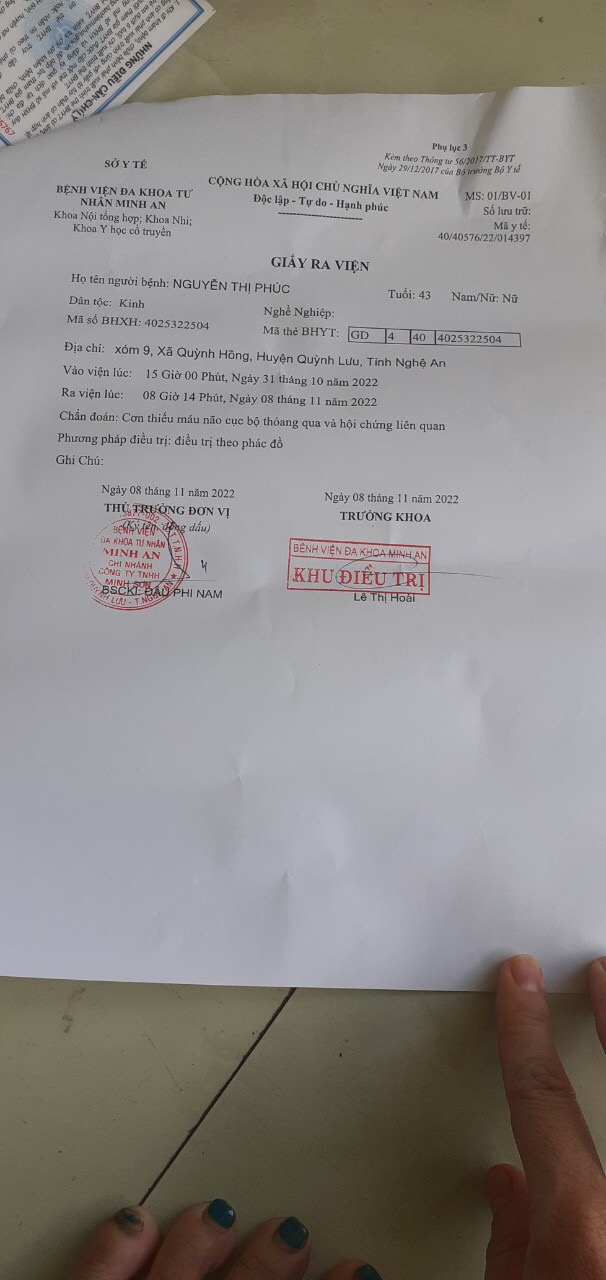 NHỮNG ĐIỀU CẦN CHÚ Ý
5767
Phụ lục 3
Kèm theo Thông tư 56/2017/TT-BYT
Ngày 29/12/2017 của Bộ trưởng Bộ Y tế
SỞ Y TẾ
BỆNH VIỆN ĐA KHOA TƯ
NHÂN MINH AN
Khoa Nội tổng hợp; Khoa Nhi;
Khoa Y học cổ truyền
CỘNG HÒA XÃ HỘI CHỦ NGHĨA VIỆT NAM
Độc lập - Tự do - Hạnh phúc
MS: 01/BV-01
Số lưu trữ:
Mã y tế:
40/40576/22/014397
GIẤY RA VIỆN
Họ tên người bệnh: NGUYỄN THỊ PHÚC Tuổi: 43 Nam/Nữ: Nữ
Dân tộc: Kinh Nghề Nghiệp:
Mã số BHXH: 4025322504 Mã thẻ BHYT: GD 4 40 4025322504
Địa chỉ: xóm 9, Xã Quỳnh Hồng, Huyện Quỳnh Lưu, Tỉnh Nghệ An
Vào viện lúc: 15 Giờ 00 Phút, Ngày 31 tháng 10 năm 2022
Ra viện lúc: 08 Giờ 14 Phút, Ngày 08 tháng 11 năm 2022
Chẩn đoán: Cơn thiếu máu não cục bộ thoáng qua và hội chứng liên quan
Phương pháp điều trị: điều trị theo phác đồ
Ghi Chú:
Ngày 08 tháng 11 năm 2022
THỦ TRƯỞNG ĐƠN VỊ
(Ký tên, đóng dấu)
BỆNH VIỆN
ĐA KHOA TƯ NHÂN
MINH AN
CHI NHÁNH
CÔNG TY TNHH
MINH SƠN
BSCKI. ĐẬU PHI NAM
Ngày 08 tháng 11 năm 2022
TRƯỞNG KHOA
BỆNH VIỆN ĐA KHOA MINH AN
KHU ĐIỀU TRỊ
Lê Thị Hoài